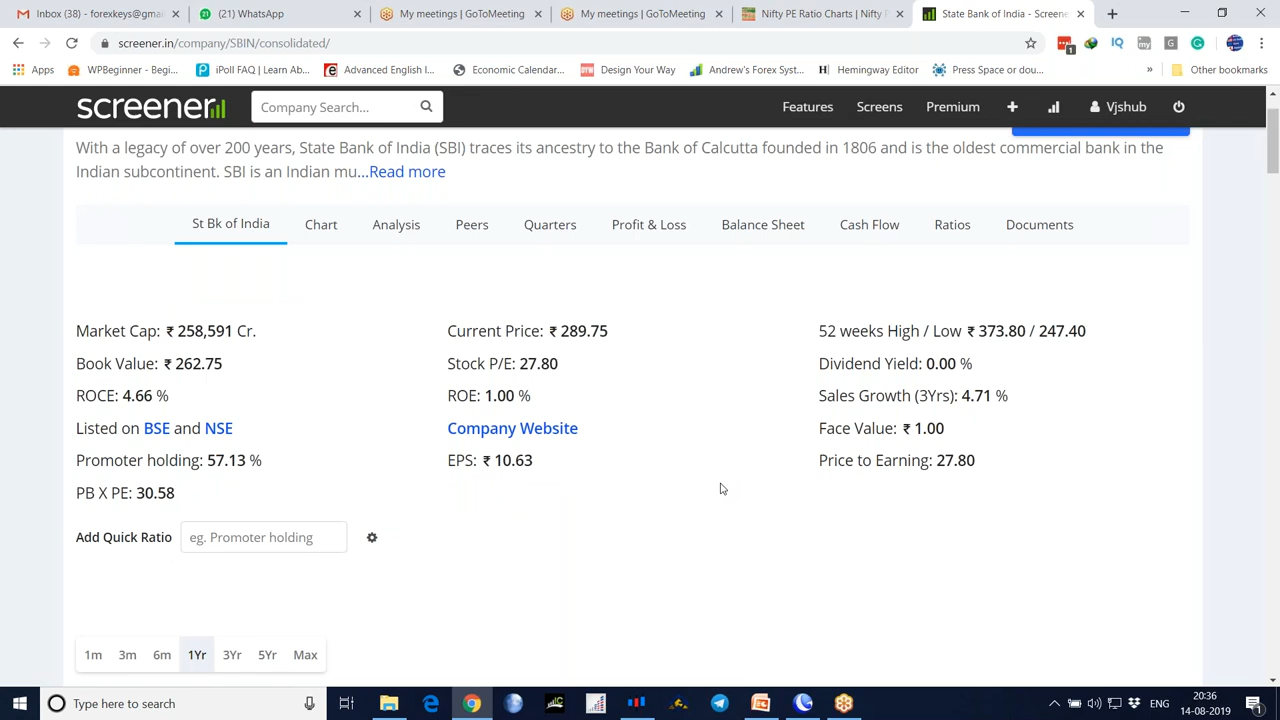 Inbox (38) - forexkeys@gmai
(21) WhatsApp
My meetings | GoToMeeting
My meetings | GoToMeeting
Nifty PE Ratio Charts | Nifty P
State Bank of India - Screene
screener.in/company/SBIN/consolidated/
Apps
WPBeginner - Begi...
iPoll FAQ | Learn Ab...
Advanced English I...
Economic Calendar...
Design Your Way
Andrew's Forex Syst...
Hemingway Editor
Press Space or dou...
»
Other bookmarks
screener
Company Search...
Features
Screens
Premium
Vjshub
With a legacy of over 200 years, State Bank of India (SBI) traces its ancestry to the Bank of Calcutta founded in 1806 and is the oldest commercial bank in the
Indian subcontinent. SBI is an Indian mu...Read more
St Bk of India
Chart
Analysis
Peers
Quarters
Profit & Loss
Balance Sheet
Cash Flow
Ratios
Documents
Market Cap: ₹ 258,591 Cr.
Current Price: ₹ 289.75
52 weeks High / Low ₹ 373.80 / 247.40
Book Value: ₹ 262.75
Stock P/E: 27.80
Dividend Yield: 0.00 %
ROCE: 4.66 %
ROE: 1.00 %
Sales Growth (3Yrs): 4.71 %
Listed on BSE and NSE
Company Website
Face Value: ₹ 1.00
Promoter holding: 57.13 %
EPS: ₹ 10.63
Price to Earning: 27.80
PB X PE: 30.58
Add Quick Ratio
eg. Promoter holding
1m
3m
6m
1Yr
3Yr
5Yr
Max
Type here to search
ENG
20:36
14-08-2019